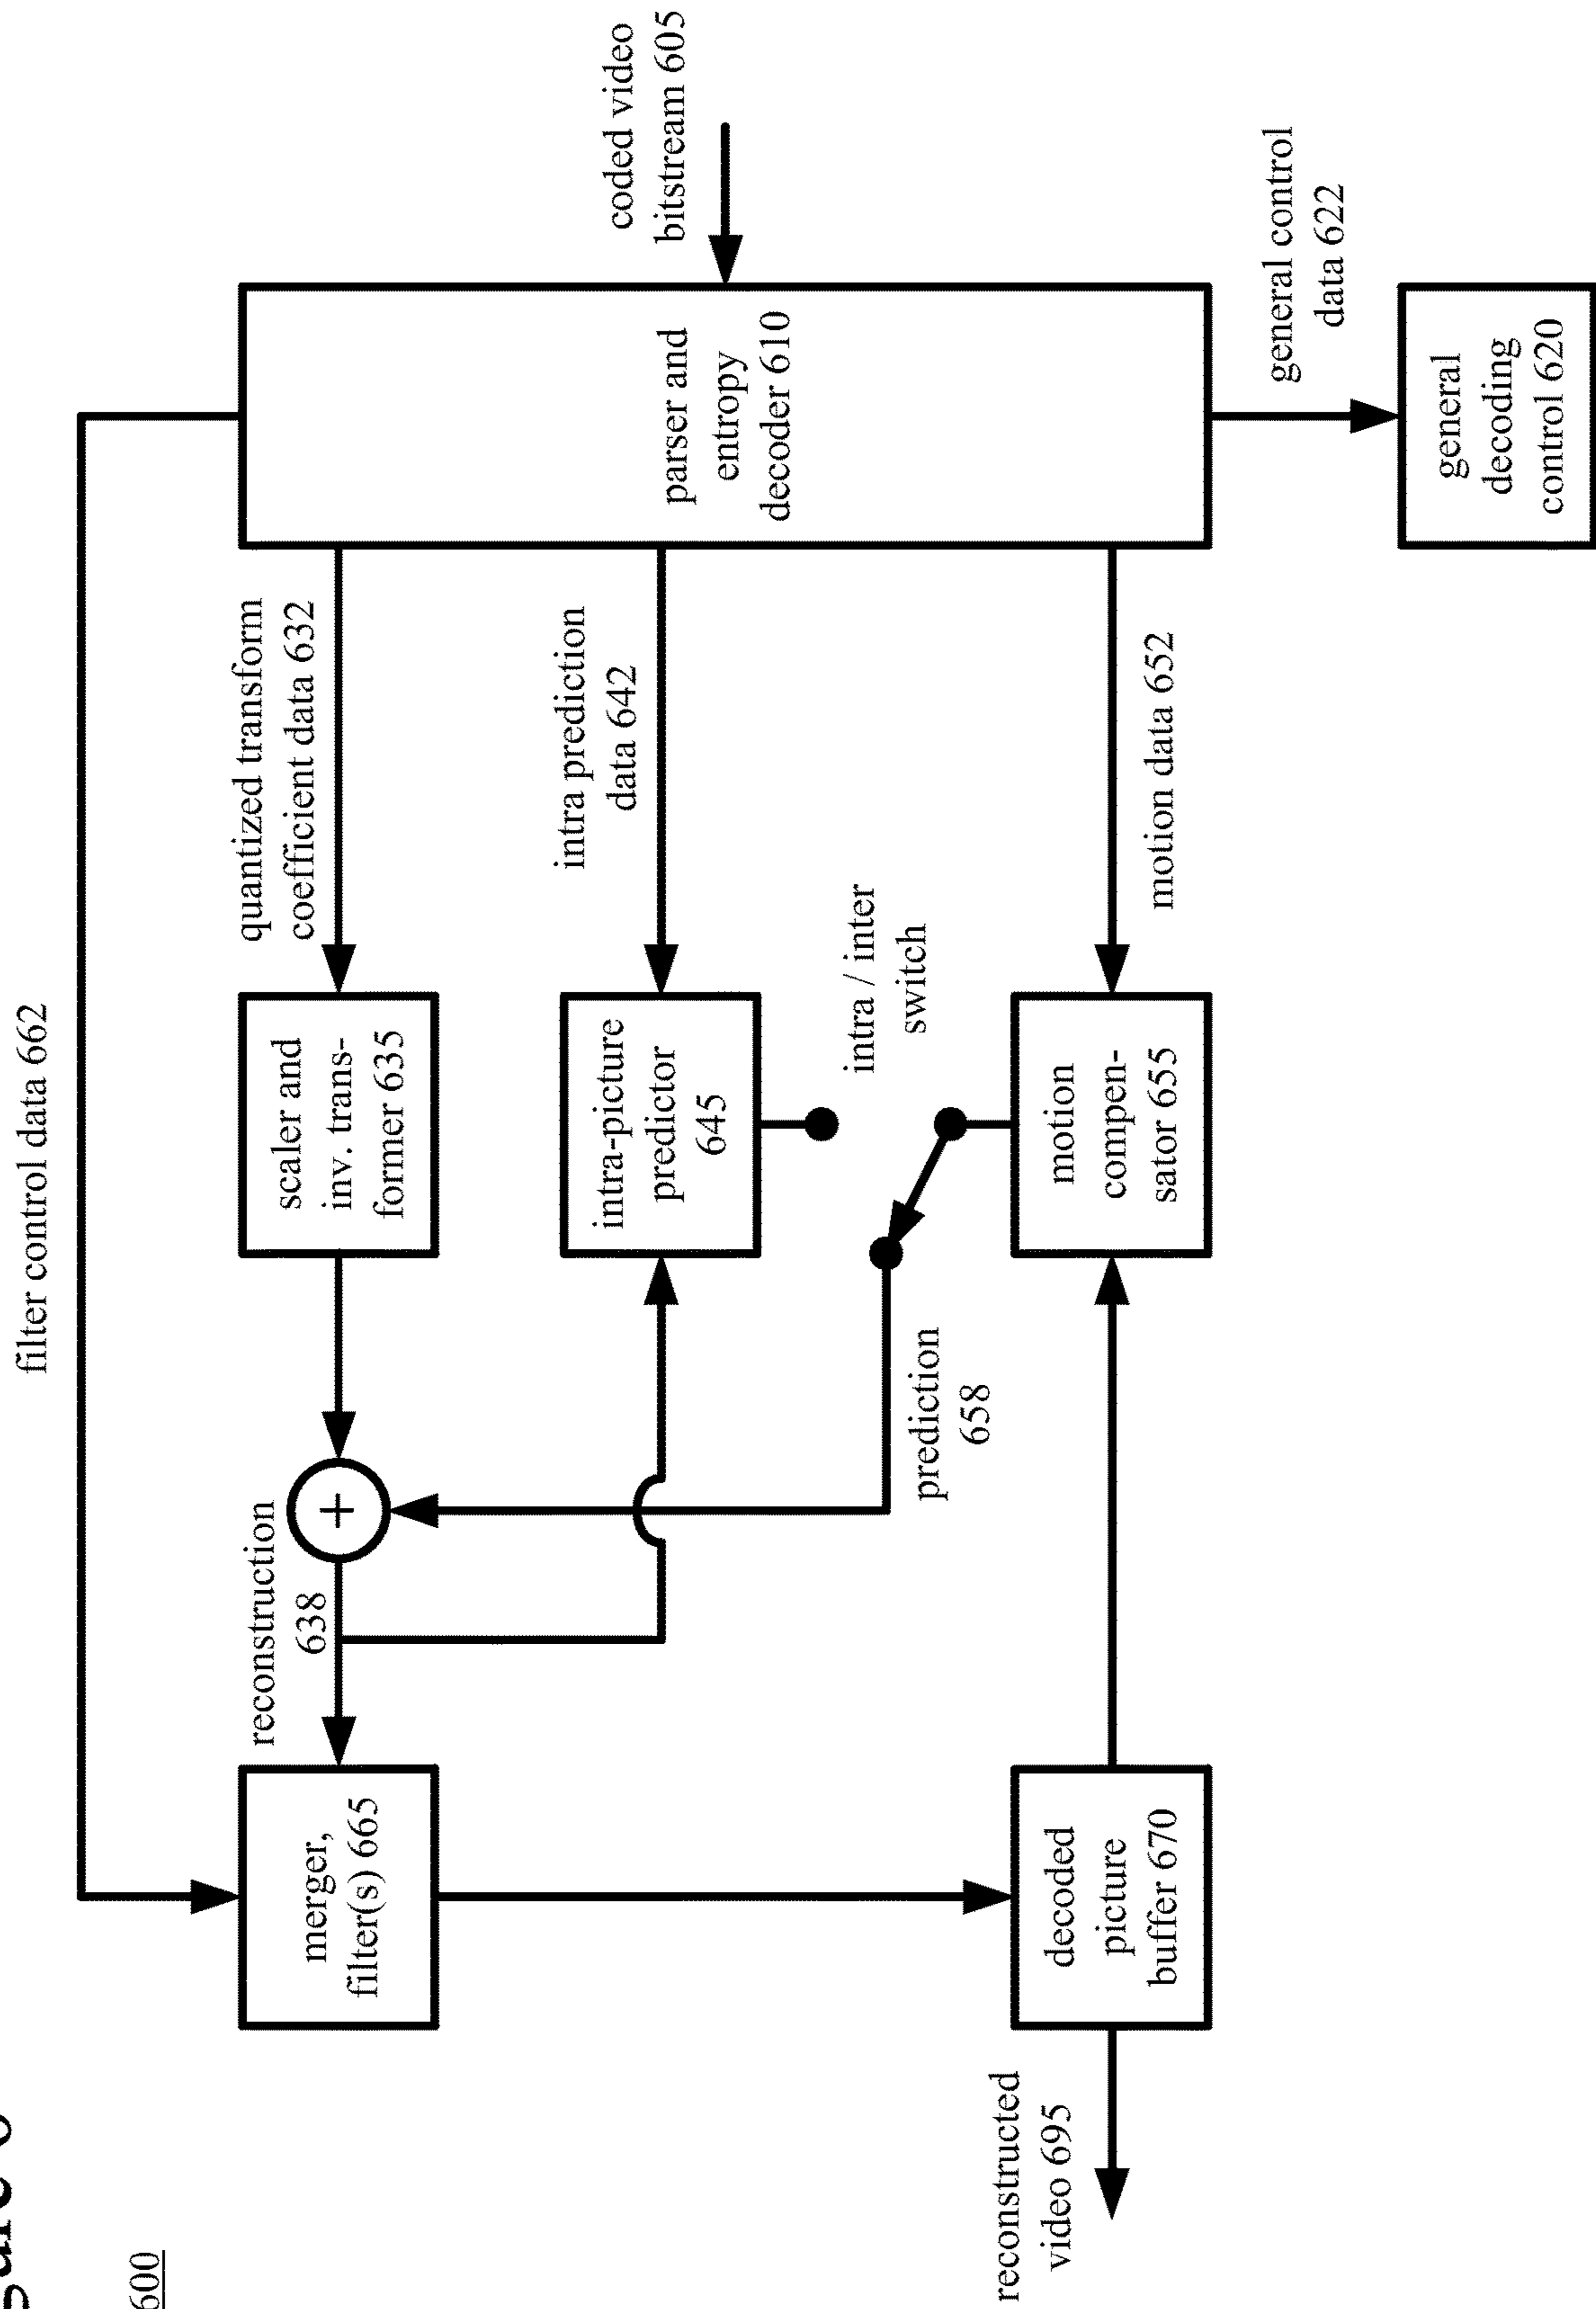 600
filter control data 662
coded video
bitstream 605
parser and
entropy
decoder 610
general control
data 622
general
decoding
control 620
quantized transform
coefficient data 632
intra prediction
data 642
motion data 652
scaler and
inv. trans-
former 635
intra-picture
predictor
645
intra / inter
switch
motion
compen-
sator 655
prediction
658
+
reconstruction
638
merger,
filter(s) 665
decoded
picture
buffer 670
reconstructed
video 695